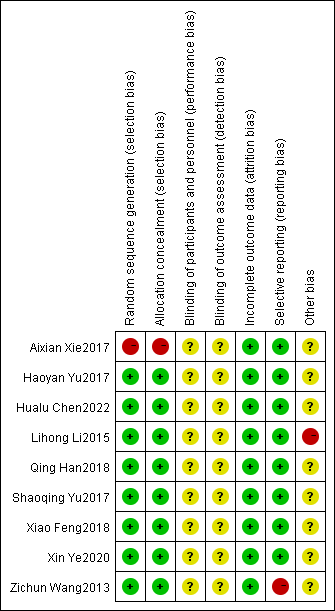 Random sequence generation (selection bias)
Allocation concealment (selection bias)
Blinding of participants and personnel (performance bias)
Blinding of outcome assessment (detection bias)
Incomplete outcome data (attrition bias)
Selective reporting (reporting bias)
Other bias
Aixian Xie2017 - - ? ? + + ?
Haoyan Yu2017 + + ? ? + + ?
Hualu Chen2022 + + ? ? + + ?
Lihong Li2015 + + ? ? + + -
Qing Han2018 + + ? ? + + ?
Shaoqing Yu2017 + + ? ? + + ?
Xiao Feng2018 + + ? ? + + ?
Xin Ye2020 + + ? ? + + ?
Zichun Wang2013 + + ? ? + - ?